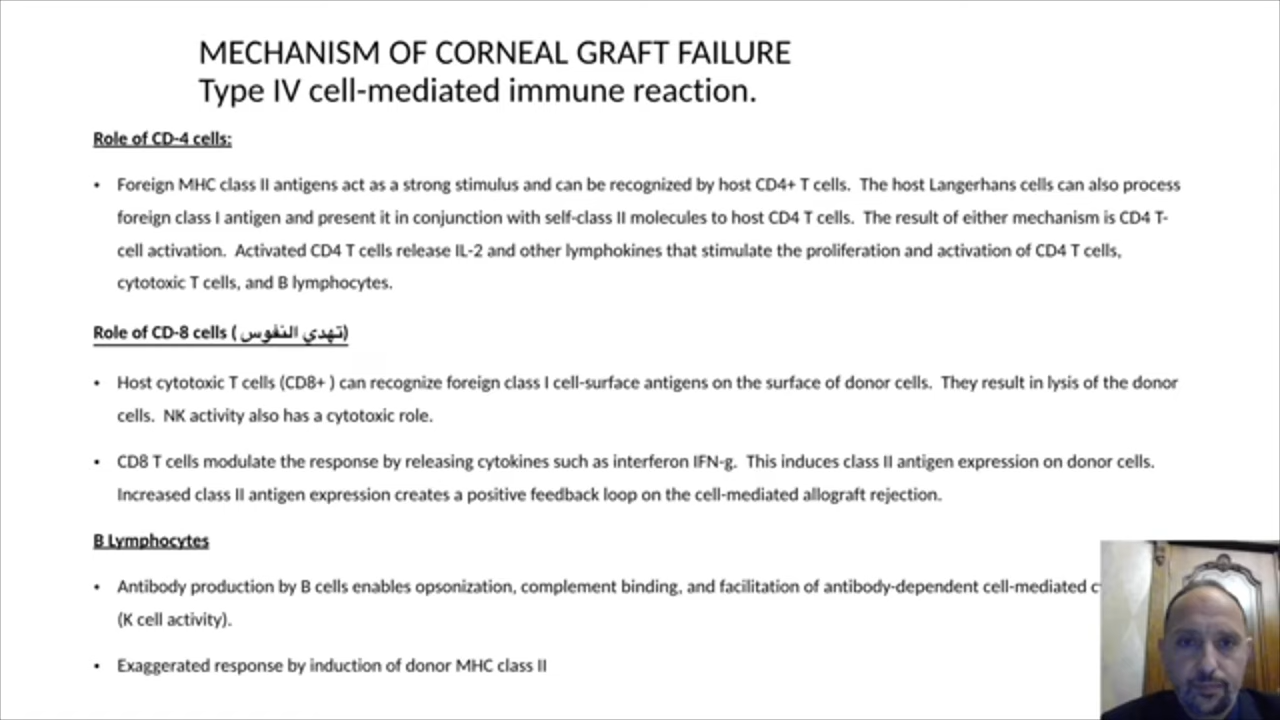 MECHANISM OF CORNEAL GRAFT FAILURE
Type IV cell-mediated immune reaction.
Role of CD-4 cells:
• Foreign MHC class II antigens act as a strong stimulus and can be recognized by host CD4+ T cells. The host Langerhans cells can also process
foreign class I antigen and present it in conjunction with self-class II molecules to host CD4 T cells. The result of either mechanism is CD4 T-
cell activation. Activated CD4 T cells release IL-2 and other lymphokines that stimulate the proliferation and activation of CD4 T cells,
cytotoxic T cells, and B lymphocytes.
Role of CD-8 cells (تهدي النفوس)
• Host cytotoxic T cells (CD8+ ) can recognize foreign class I cell-surface antigens on the surface of donor cells. They result in lysis of the donor
cells. NK activity also has a cytotoxic role.
• CD8 T cells modulate the response by releasing cytokines such as interferon IFN-g. This induces class II antigen expression on donor cells.
Increased class II antigen expression creates a positive feedback loop on the cell-mediated allograft rejection.
B Lymphocytes
• Antibody production by B cells enables opsonization, complement binding, and facilitation of antibody-dependent cell-mediated
(K cell activity).
• Exaggerated response by induction of donor MHC class II